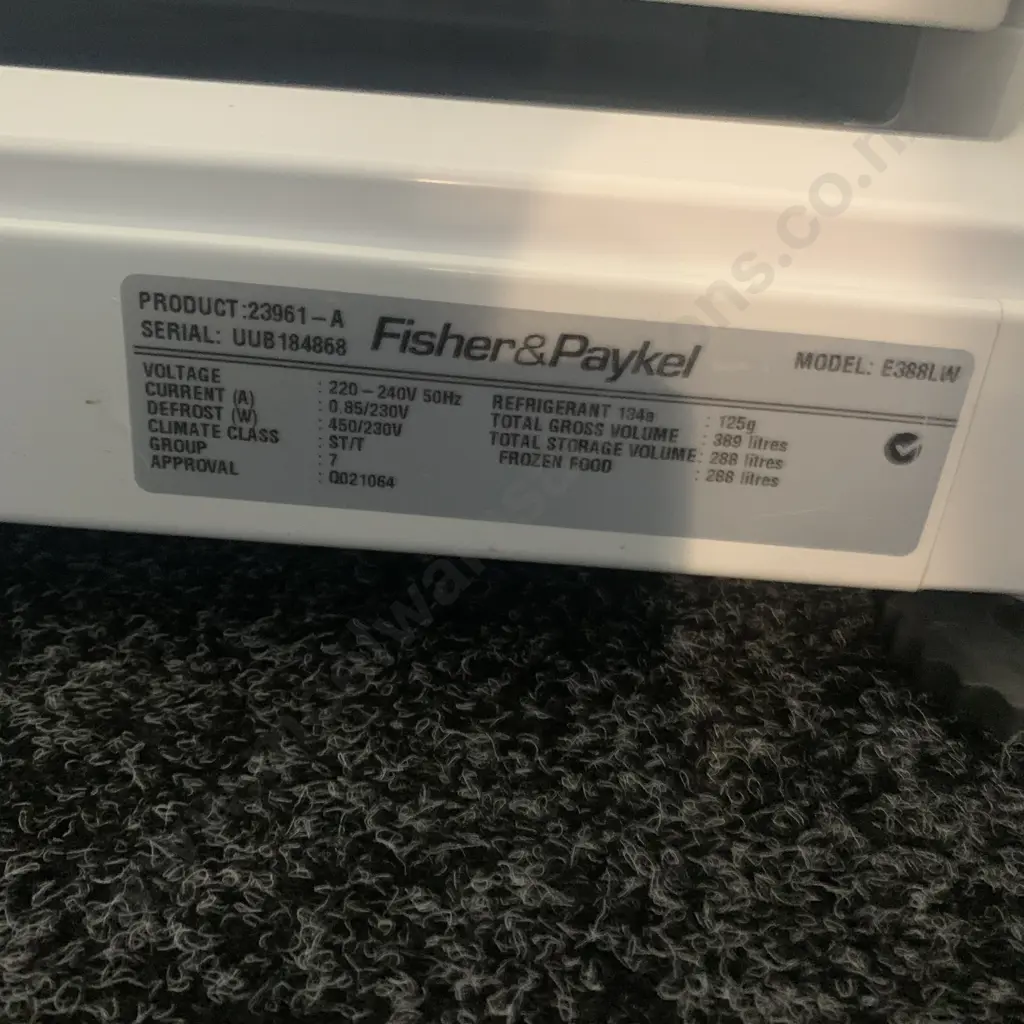 PRODUCT:23961-A
SERIAL: UUB184868
Fisher&Paykel
MODEL: E388LW
VOLTAGE : 220-240V 50Hz
CURRENT (A) : 0.85/230V
DEFROST (W) : 450/230V
CLIMATE CLASS : ST/T
GROUP : 7
APPROVAL : Q021064
REFRIGERANT 134a : 125g
TOTAL GROSS VOLUME : 389 litres
TOTAL STORAGE VOLUME: 288 litres
FROZEN FOOD : 288 litres